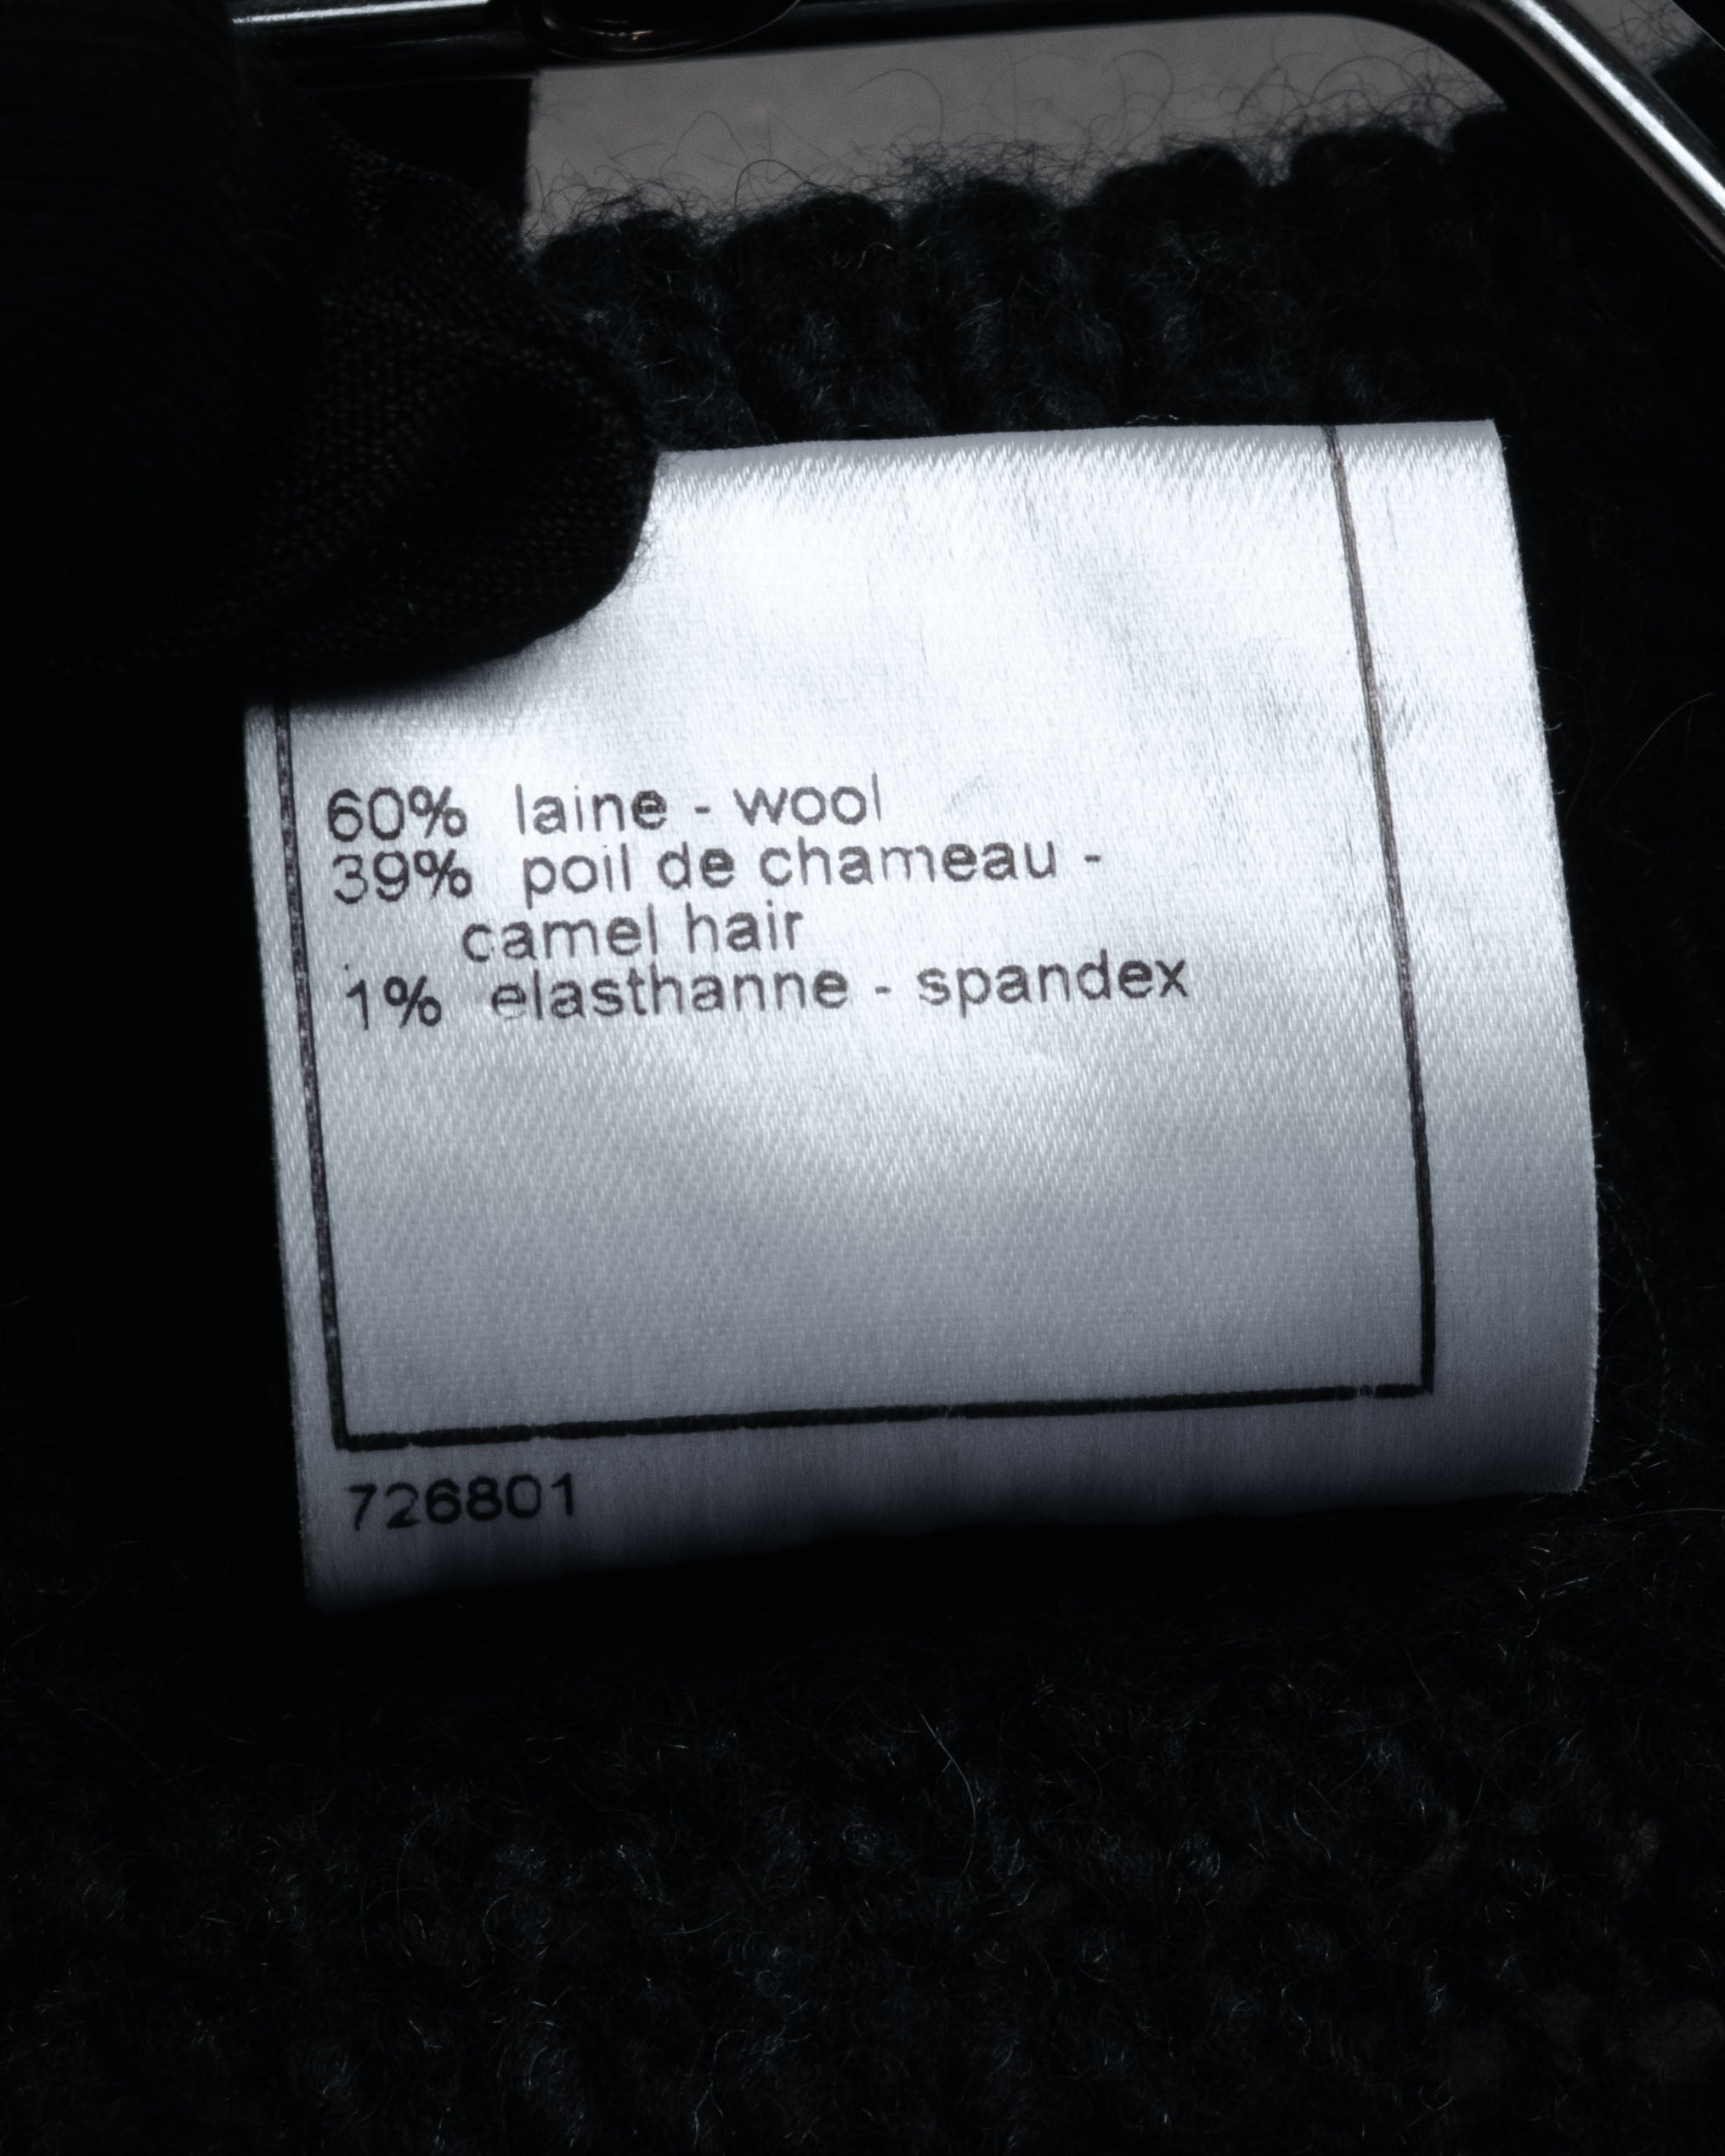 60% laine - wool
39% poil de chameau -
camel hair
1% elasthanne - spandex
726801